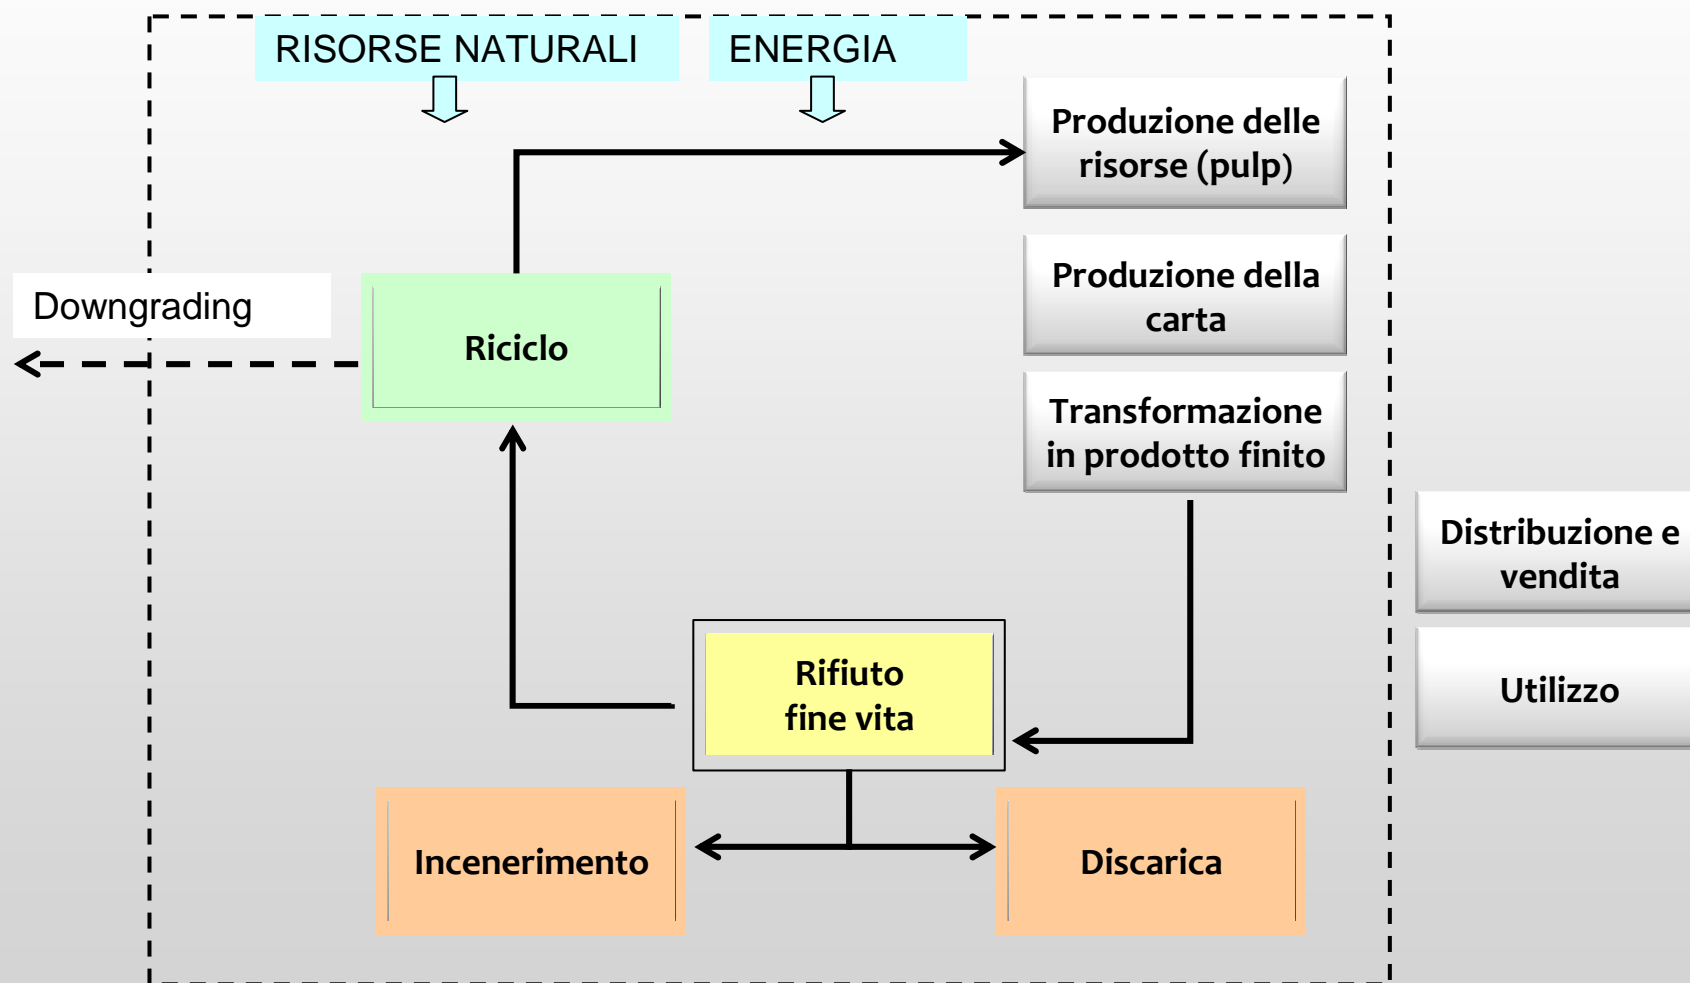 RISORSE NATURALI
ENERGIA
Produzione delle
risorse (pulp)
Produzione della
carta
Downgrading
Riciclo
Transformazione
in prodotto finito
Distribuzione e
vendita
Rifiuto
fine vita
Utilizzo
Incenerimento
Discarica